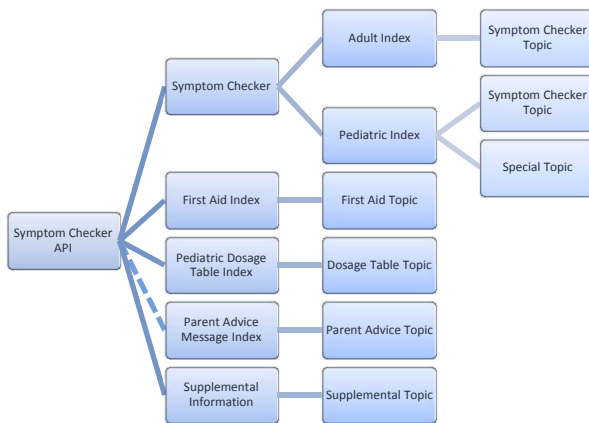 Adult Index
Symptom Checker
Topic
Symptom Checker
Symptom Checker
Topic
Pediatric Index
Special Topic
First Aid Index
First Aid Topic
Symptom Checker
API
Pediatric Dosage
Table Index
Dosage Table Topic
Parent Advice
Message Index
Parent Advice Topic
Supplemental
Information
Supplemental Topic